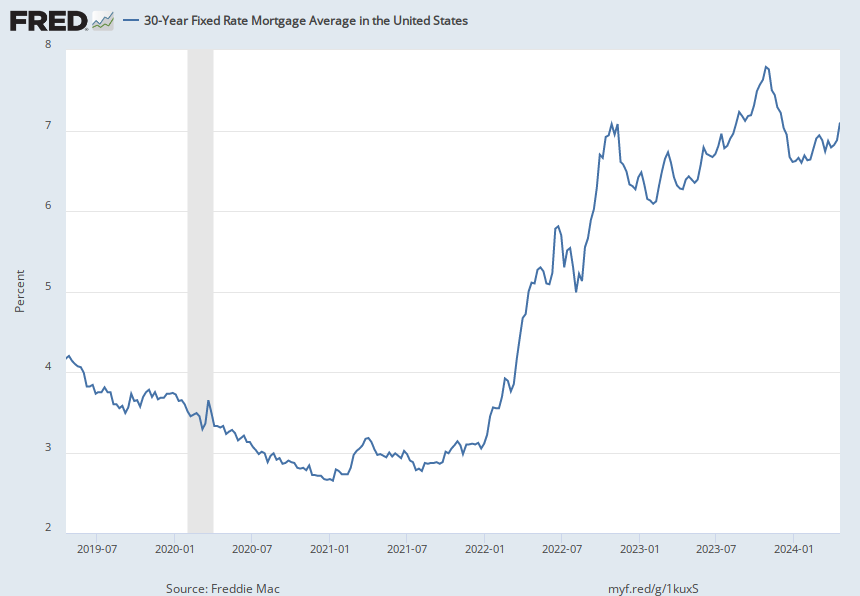 FRED
30-Year Fixed Rate Mortgage Average in the United States
8
7
6
5
4
3
2
Percent
2019-07 2020-01 2020-07 2021-01 2021-07 2022-01 2022-07 2023-01 2023-07 2024-01
Source: Freddie Mac
myf.red/g/1kuxS